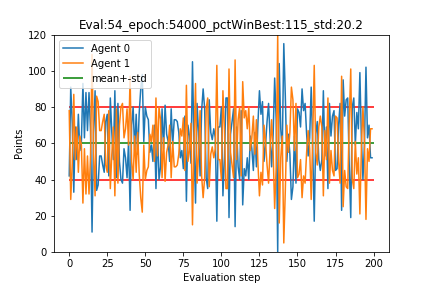 Eval:54_epoch:54000_pctWinBest:115_std:20.2
Agent 0
Agent 1
mean+-std
Points
120
100
80
60
40
20
0
0 25 50 75 100 125 150 175 200
Evaluation step